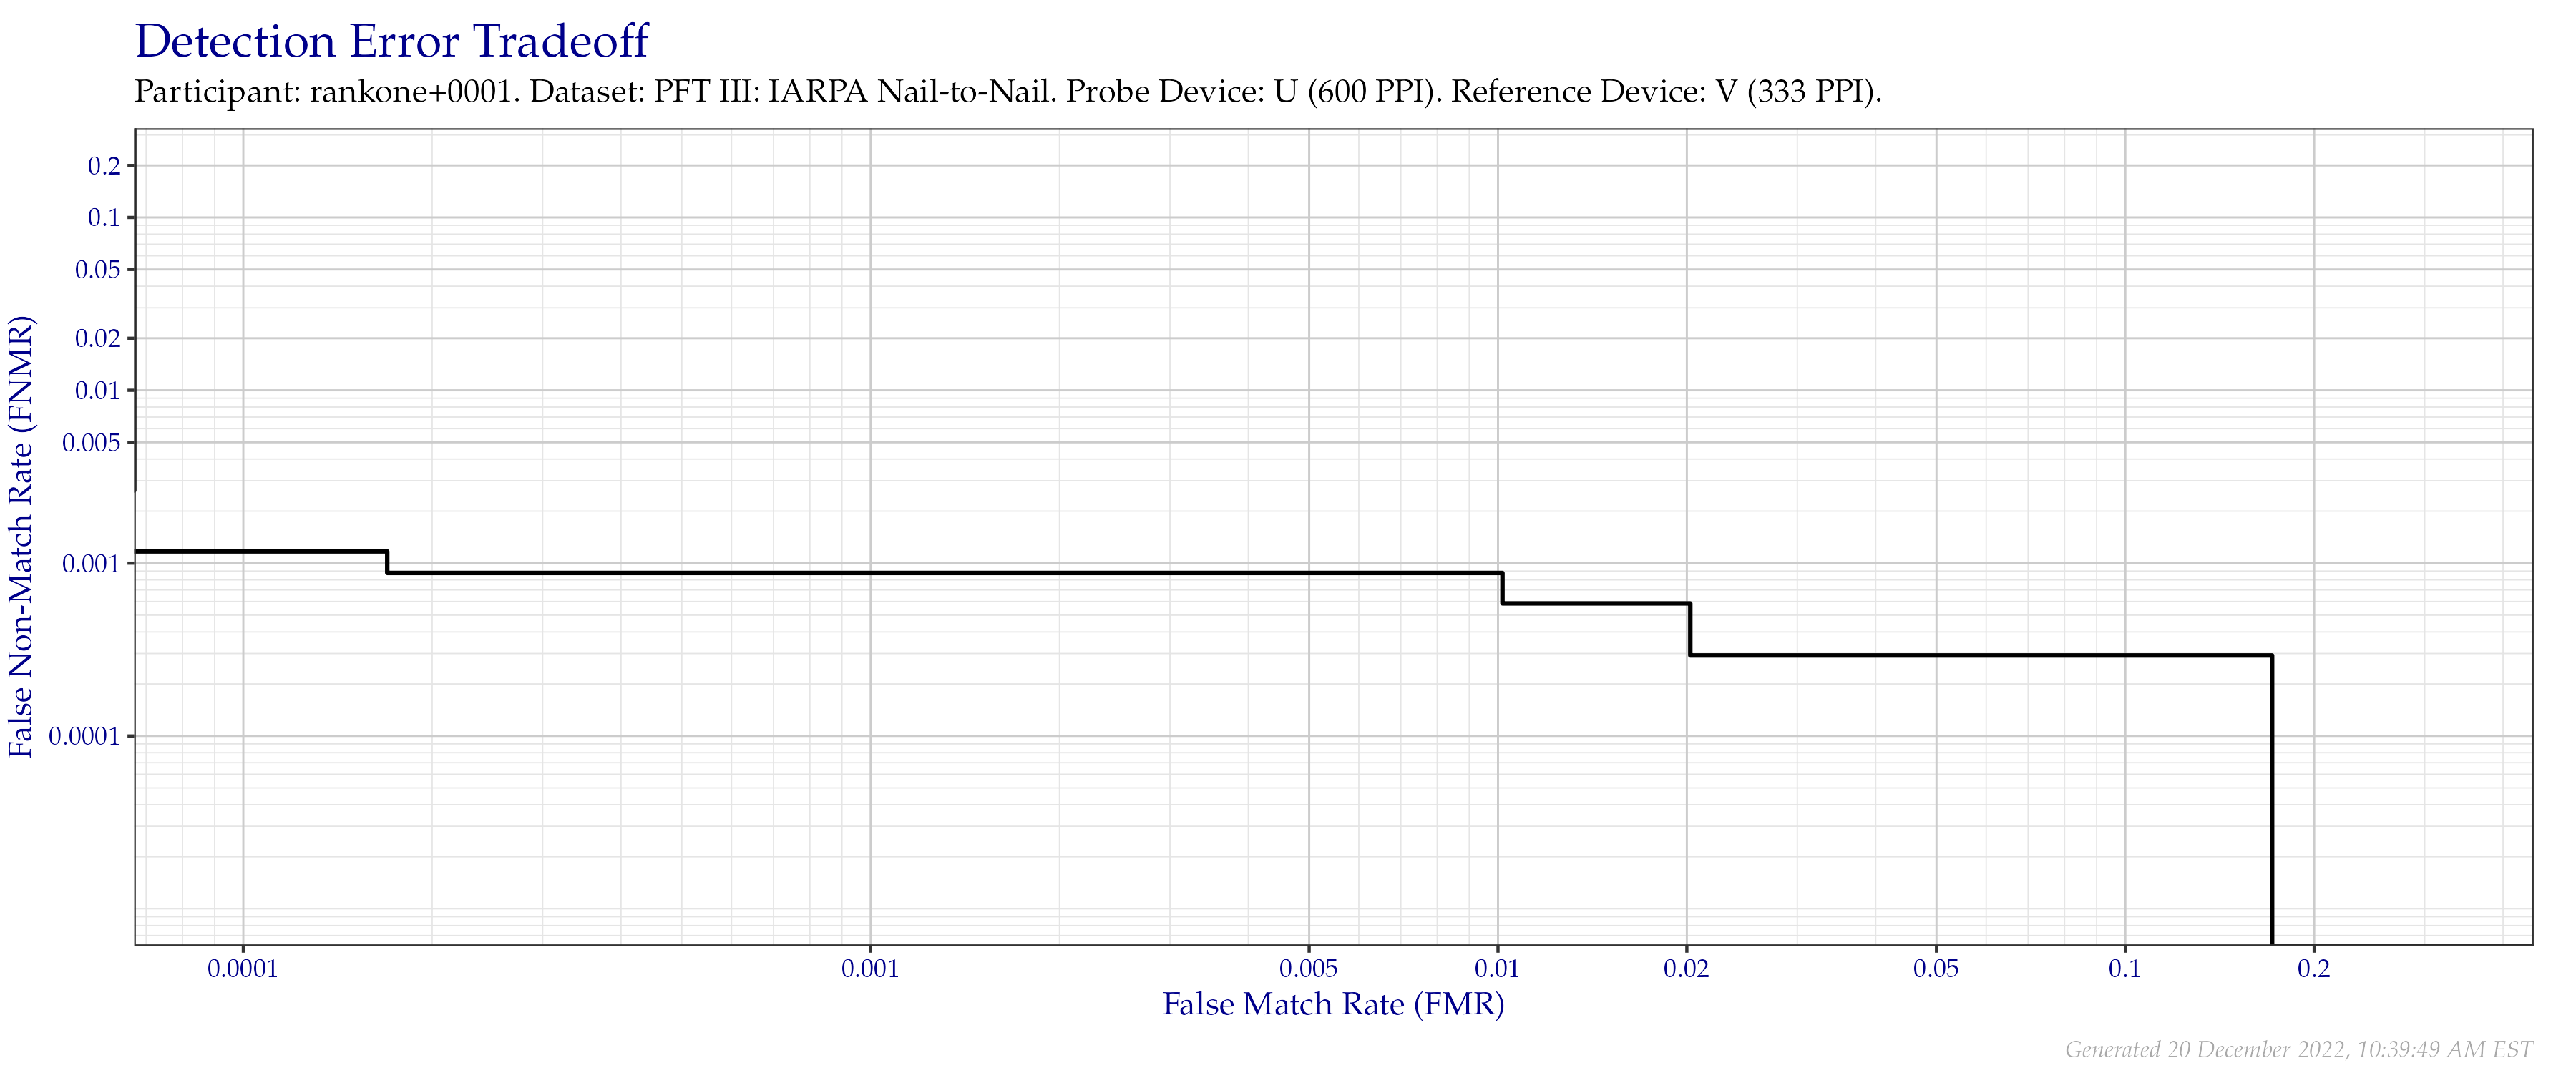 Detection Error Tradeoff
Participant: rankone+0001. Dataset: PFT III: IARPA Nail-to-Nail. Probe Device: U (600 PPI). Reference Device: V (333 PPI).
False Non-Match Rate (FNMR)
0.2
0.1
0.05
0.02
0.01
0.005
0.001
0.0001
0.0001 0.001 0.005 0.01 0.02 0.05 0.1 0.2
False Match Rate (FMR)
Generated 20 December 2022, 10:39:49 AM EST